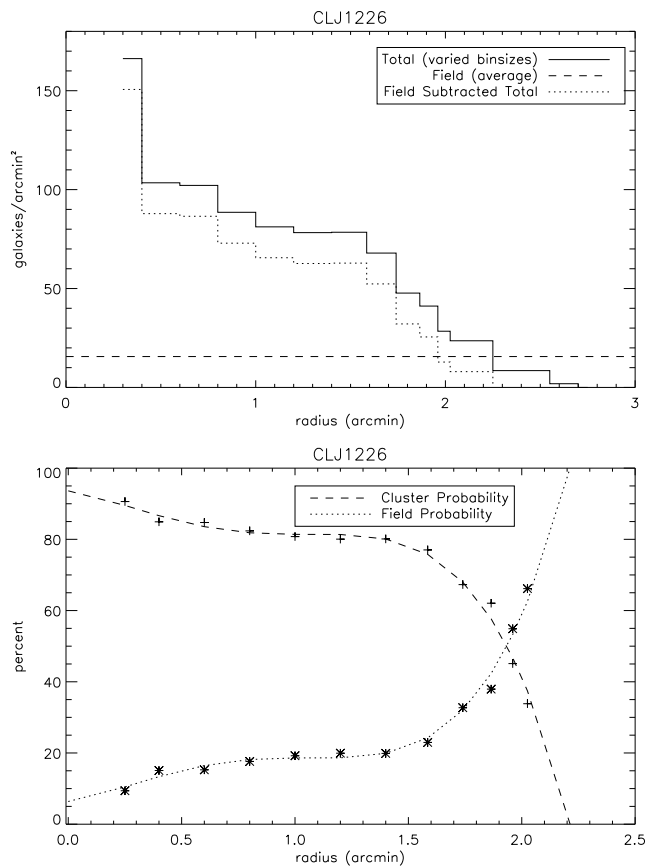 CLJ1226
Total (varied binsizes)
Field (average)
Field Subtracted Total
150
100
50
0
galaxies/arcmin²
0 1 2 3
radius (arcmin)
CLJ1226
Cluster Probability
Field Probability
100
80
60
40
20
0
percent
0.0 0.5 1.0 1.5 2.0 2.5
radius (arcmin)